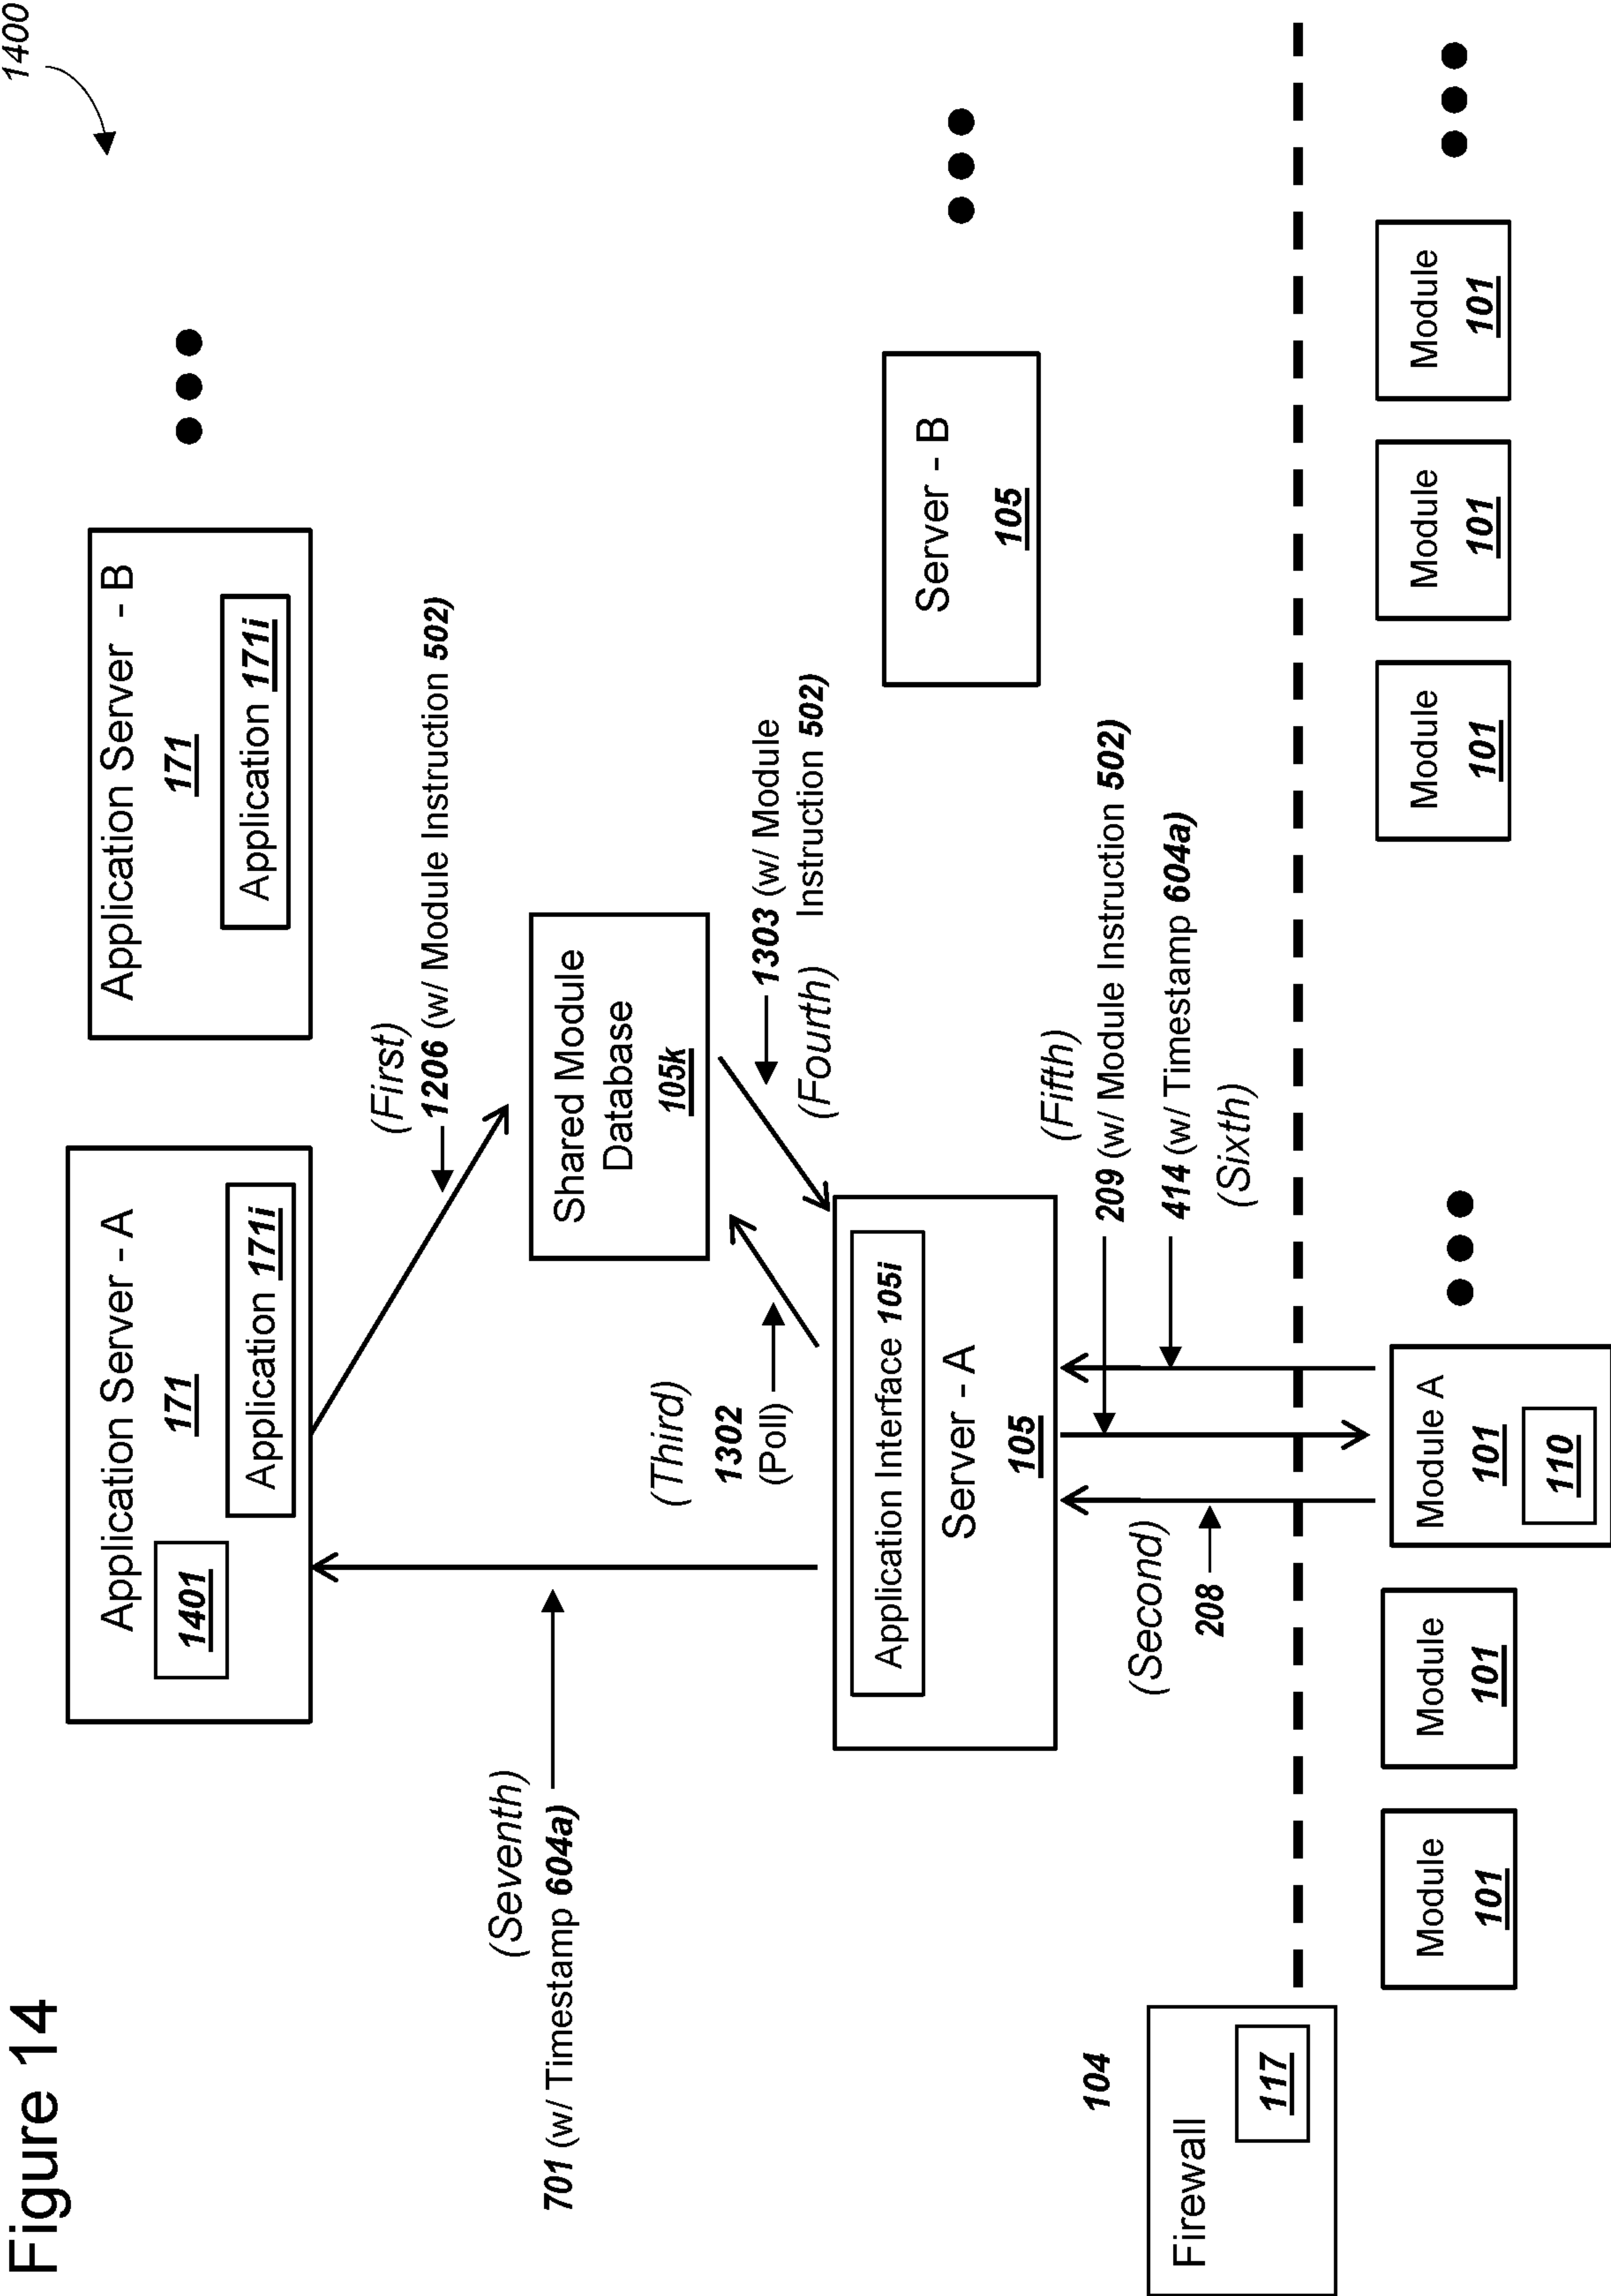 Figure 14
1400
Application Server - A
171
1401
Application 171i
Application Server - B
171
Application 171i
(First)
1206 (w/ Module Instruction 502)
(Seventh)
701 (w/ Timestamp 604a)
Shared Module
Database
105k
(Third)
1302
(Poll)
1303 (w/ Module
Instruction 502)
(Fourth)
Application Interface 105i
Server - A
105
Server - B
105
(Second)
208
(Fifth)
209 (w/ Module Instruction 502)
414 (w/ Timestamp 604a)
(Sixth)
104
Firewall
117
Module
101
Module
101
Module A
101
110
Module
101
Module
101
Module
101